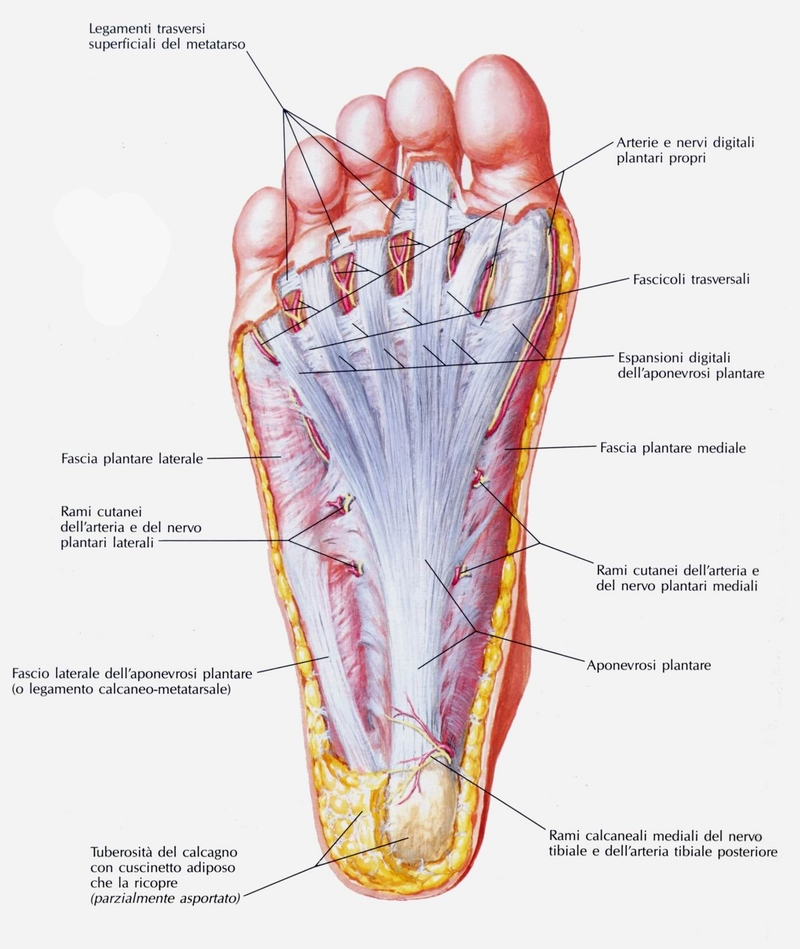 Legamenti trasversi
superficiali del metatarso
Arterie e nervi digitali
plantari propri
Fascicoli trasversali
Espansioni digitali
dell'aponevrosi plantare
Fascia plantare laterale
Fascia plantare mediale
Rami cutanei
dell'arteria e del nervo
plantari laterali
Rami cutanei dell'arteria e
del nervo plantari mediali
Fascio laterale dell'aponevrosi plantare
(o legamento calcaneo-metatarsale)
Aponevrosi plantare
Rami calcaneali mediali del nervo
tibiale e dell'arteria tibiale posteriore
Tuberosità del calcagno
con cuscinetto adiposo
che la ricopre
(parzialmente asportato)